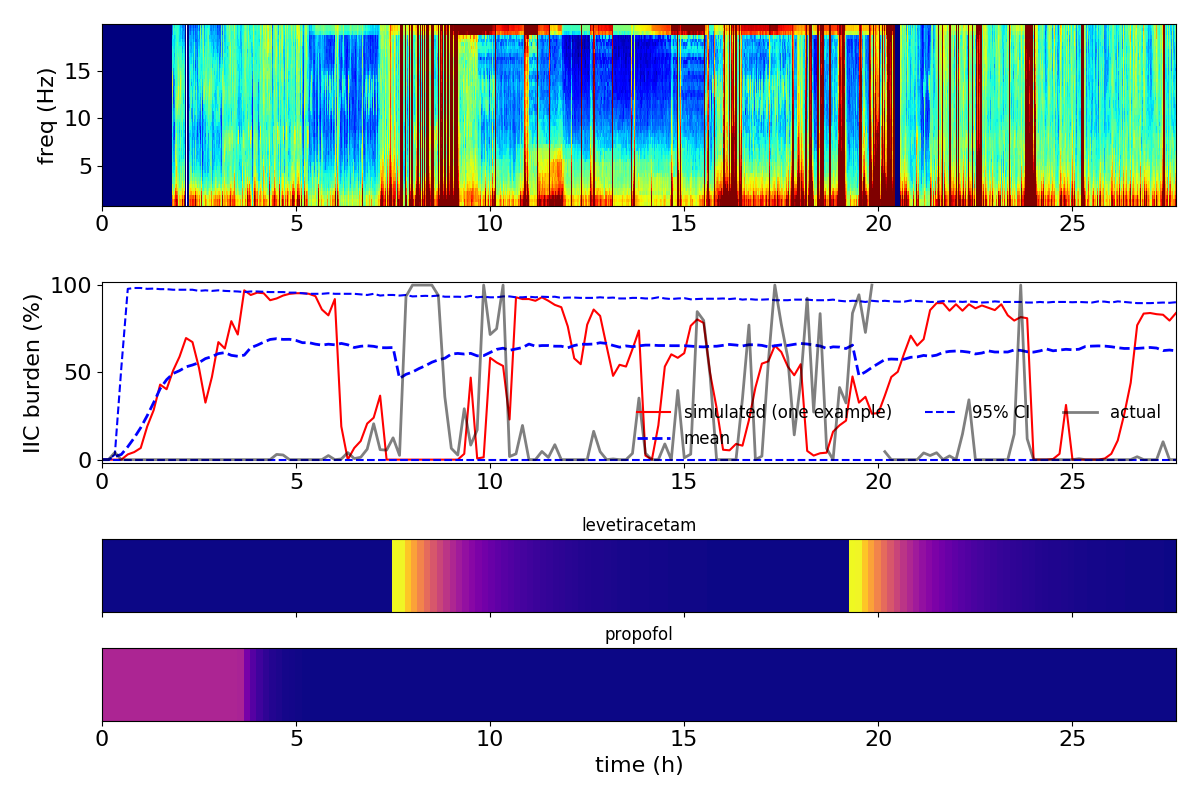 freq (Hz)
15
10
5
0 5 10 15 20 25
IIC burden (%)
100
50
0
simulated (one example) 95% CI actual
mean
0 5 10 15 20 25
levetiracetam
propofol
0 5 10 15 20 25
time (h)